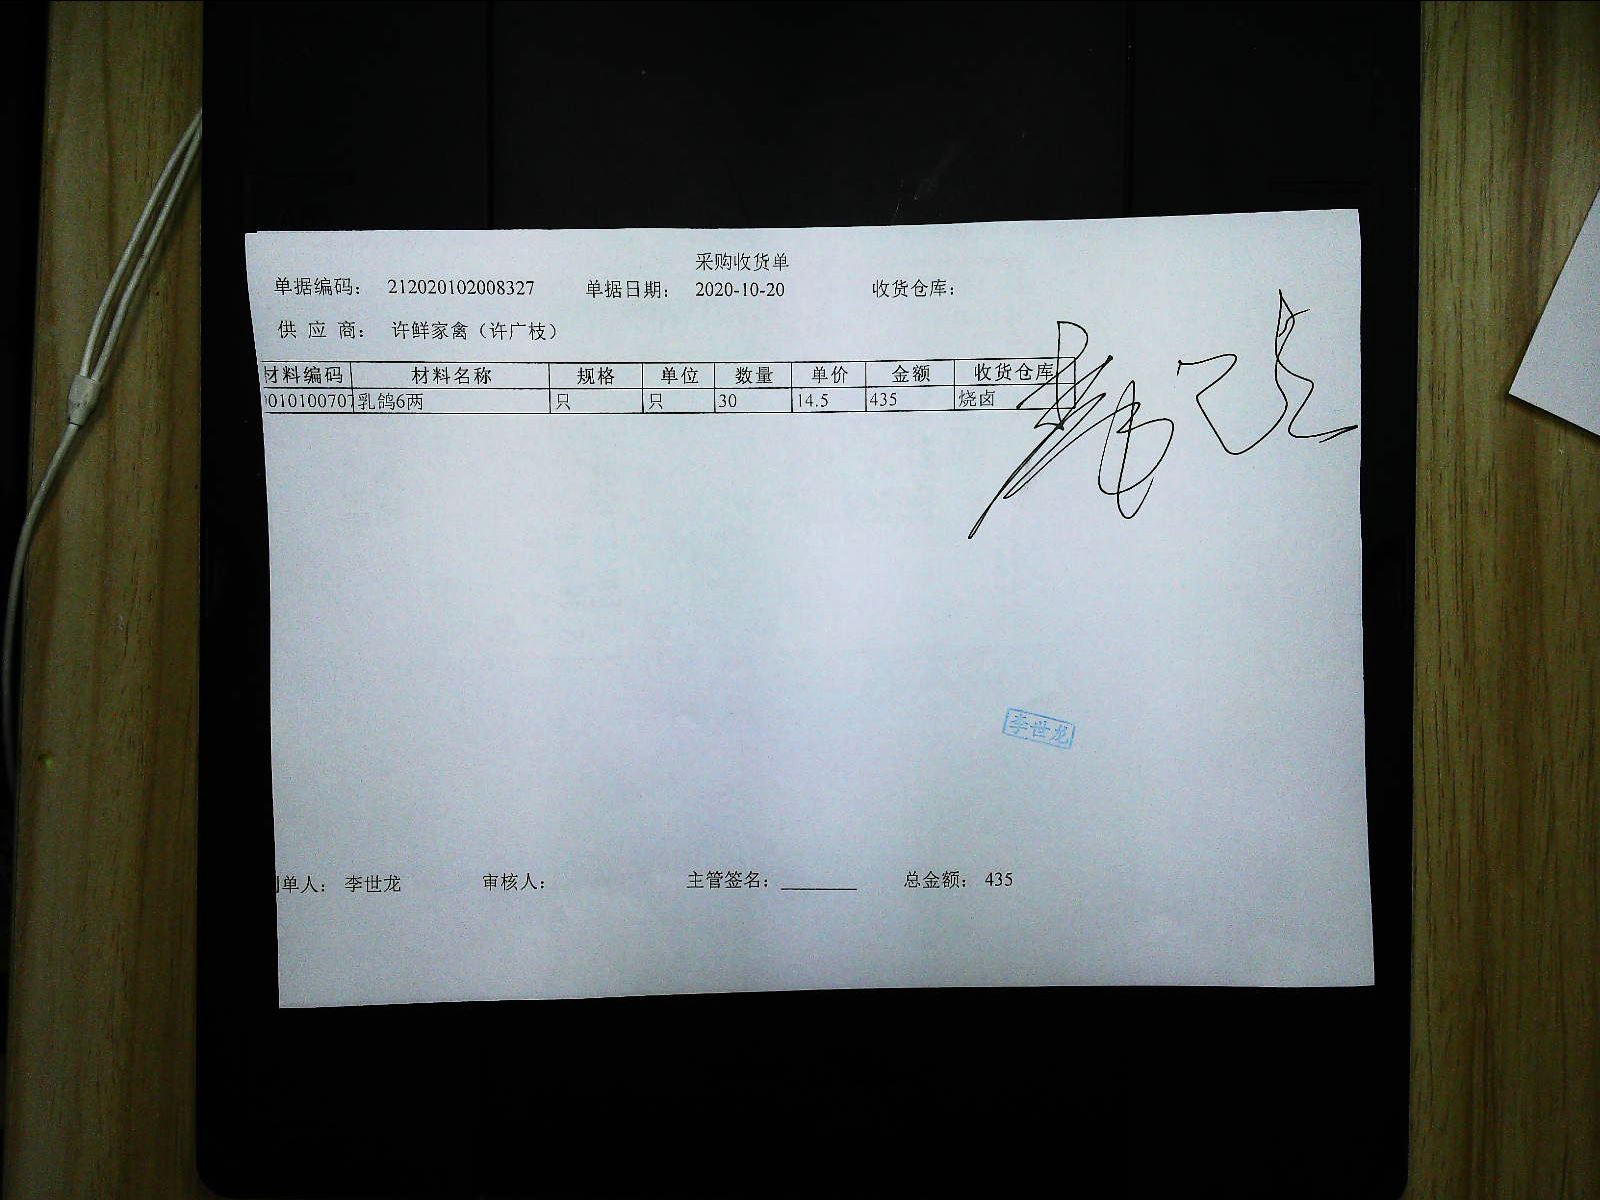 采购收货单
单据编码： 212020102008327 单据日期： 2020-10-20 收货仓库：
供 应 商： 许鲜家禽（许广枝）
材料编码 材料名称 规格 单位 数量 单价 金额 收货仓库
010100707 乳鸽6两 只 只 30 14.5 435 烧卤
李世龙
制单人： 李世龙 审核人： 主管签名：________ 总金额： 435